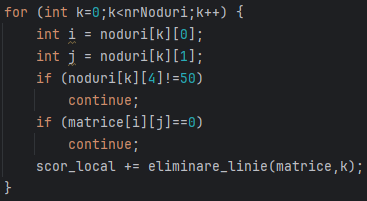 for (int k=0;k<nrNoduri;k++) {
    int i = noduri[k][0];
    int j = noduri[k][1];
    if (noduri[k][4]!=50)
        continue;
    if (matrice[i][j]==0)
        continue;
    scor_local += eliminare_linie(matrice,k);
}